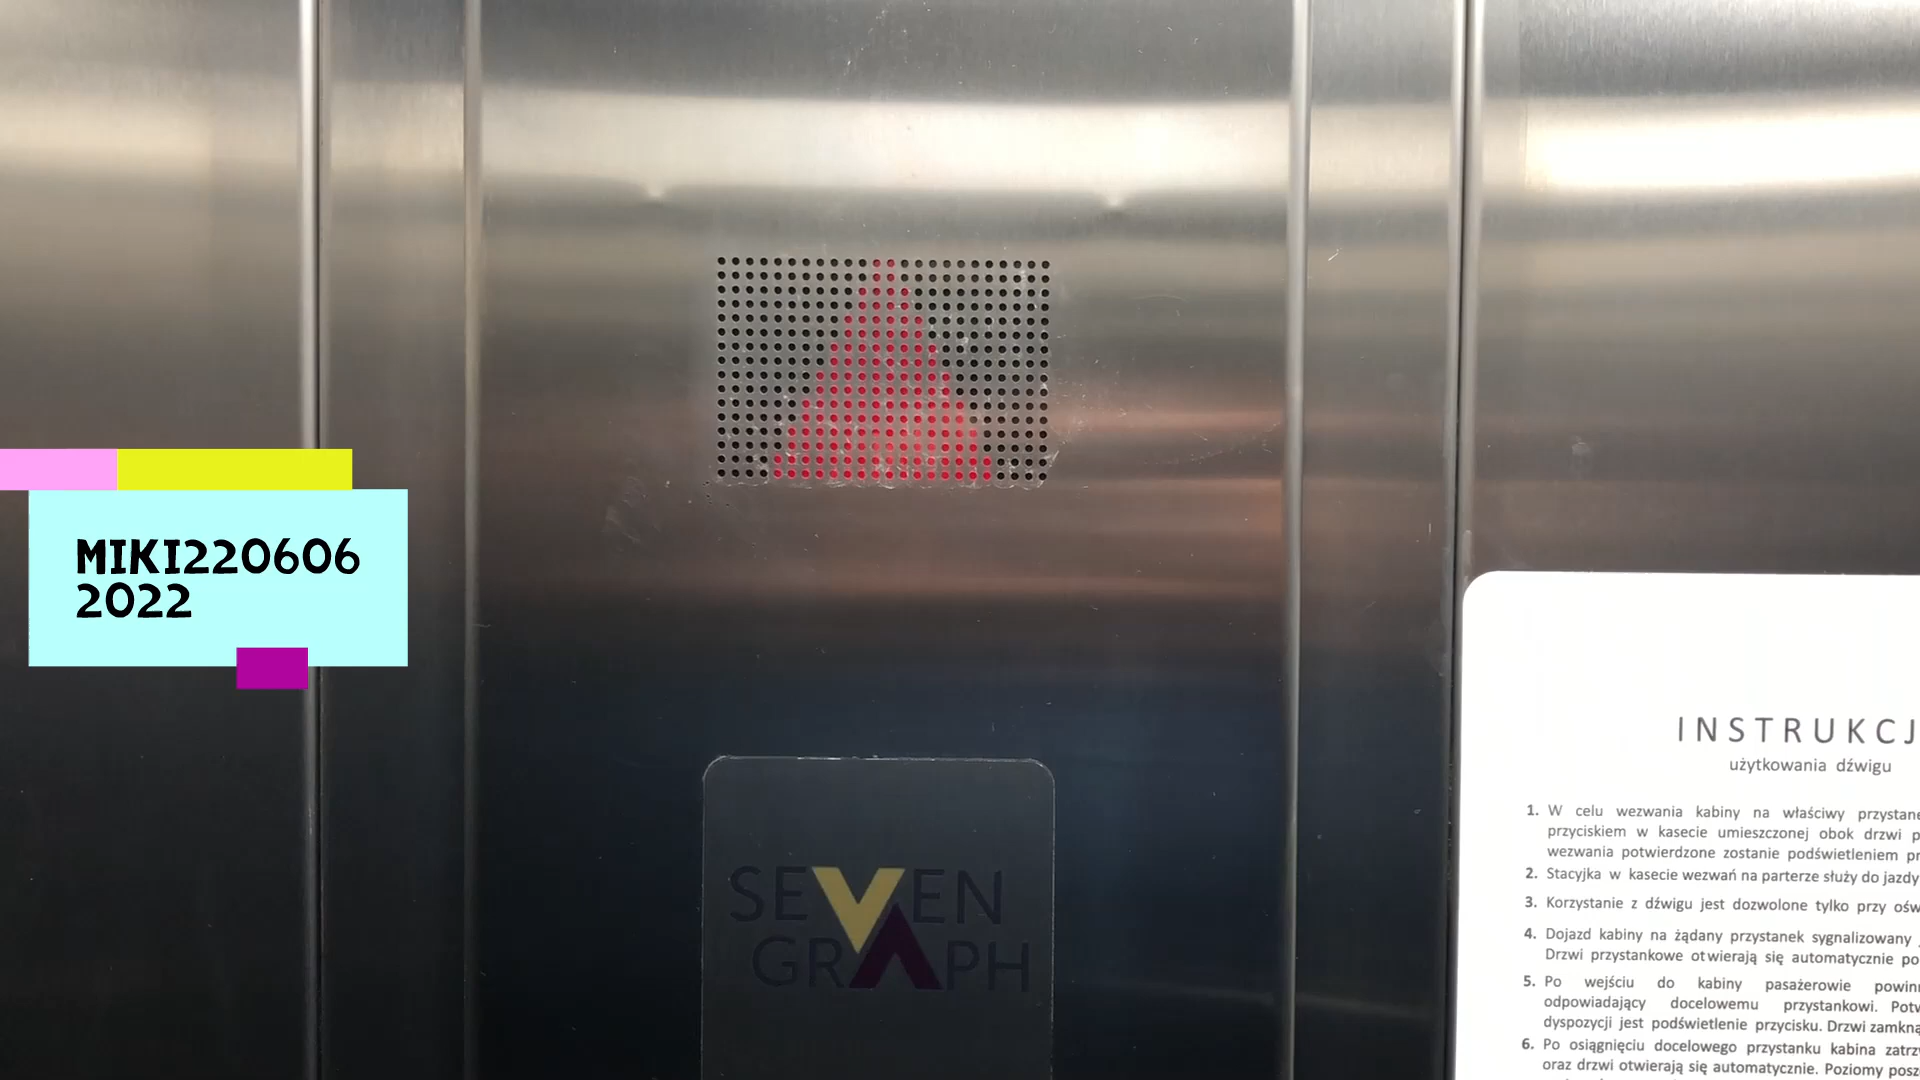 MIKI220606
2022
SEVEN
GRAPH
INSTRUKCJ
użytkowania dźwigu
1. W celu wezwania kabiny na właściwy
przyciskiem w kasecie umieszczonej obok drzwi
wezwania potwierdzone zostanie podświetleniem
2. Stacyjka w kasecie wezwań na parterze służy do jazdy
3. Korzystanie z dźwigu jest dozwolone tylko przy
4. Dojazd kabiny na żądany przystanek sygnalizowany
Drzwi przystankowe otwierają się automatycznie po
5. Po wejściu do kabiny pasażerowie
odpowiadający docelowemu przystankowi.
dyspozycji jest podświetlenie przycisku. Drzwi
6. Po osiągnięciu docelowego przystanku kabina
oraz drzwi otwierają się automatycznie. Poziomy